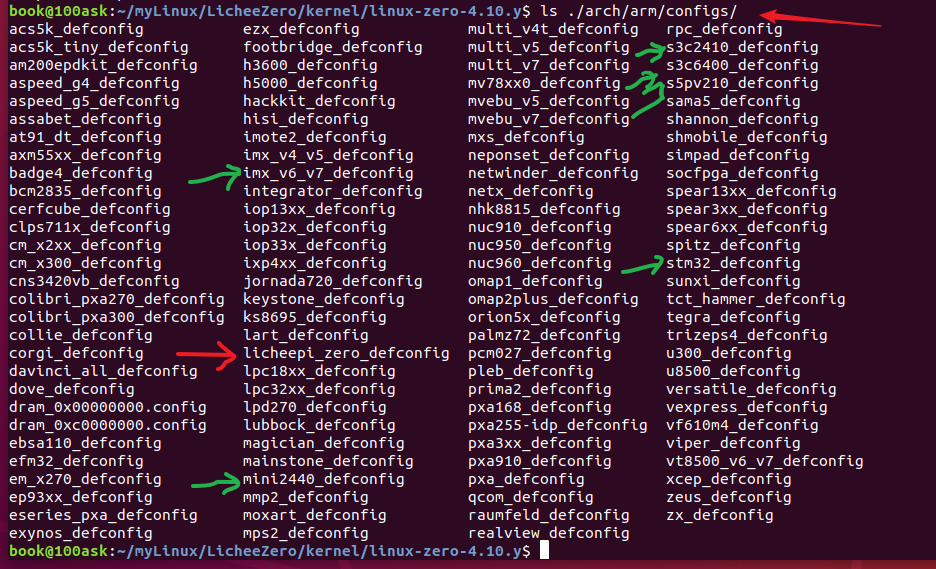 book@100ask:~/myLinux/LicheeZero/kernel/linux-zero-4.10.y$ ls ./arch/arm/configs/
acs5k_defconfig ezx_defconfig multi_v4t_defconfig rpc_defconfig
acs5k_tiny_defconfig footbridge_defconfig multi_v5_defconfig s3c2410_defconfig
am200epdkit_defconfig h3600_defconfig multi_v7_defconfig s3c6400_defconfig
aspeed_g4_defconfig h5000_defconfig mv78xx0_defconfig s5pv210_defconfig
aspeed_g5_defconfig hackkit_defconfig mvebu_v5_defconfig sama5_defconfig
assabet_defconfig hisi_defconfig mvebu_v7_defconfig shannon_defconfig
at91_dt_defconfig imote2_defconfig mxs_defconfig shmobile_defconfig
axm55xx_defconfig imx_v4_v5_defconfig neponset_defconfig simpad_defconfig
badge4_defconfig imx_v6_v7_defconfig netwinder_defconfig socfpga_defconfig
bcm2835_defconfig integrator_defconfig netx_defconfig spear13xx_defconfig
cerfcube_defconfig iop13xx_defconfig nhk8815_defconfig spear3xx_defconfig
clps711x_defconfig iop32x_defconfig nuc910_defconfig spear6xx_defconfig
cm_x2xx_defconfig iop33x_defconfig nuc950_defconfig spitz_defconfig
cm_x300_defconfig ixp4xx_defconfig nuc960_defconfig stm32_defconfig
cns3420vb_defconfig jornada720_defconfig omap1_defconfig sunxi_defconfig
colibri_pxa270_defconfig keystone_defconfig omap2plus_defconfig tct_hammer_defconfig
colibri_pxa300_defconfig ks8695_defconfig orion5x_defconfig tegra_defconfig
collie_defconfig lart_defconfig palmz72_defconfig trizeps4_defconfig
corgi_defconfig licheepi_zero_defconfig pcm027_defconfig u300_defconfig
davinci_all_defconfig lpc18xx_defconfig pleb_defconfig u8500_defconfig
dove_defconfig lpc32xx_defconfig prima2_defconfig versatile_defconfig
dram_0x00000000.config lpd270_defconfig pxa168_defconfig vexpress_defconfig
dram_0xc0000000.config lubbock_defconfig pxa255-idp_defconfig vf610m4_defconfig
ebsa110_defconfig magician_defconfig pxa3xx_defconfig viper_defconfig
efm32_defconfig mainstone_defconfig pxa910_defconfig vt8500_v6_v7_defconfig
em_x270_defconfig mini2440_defconfig pxa_defconfig xcep_defconfig
ep93xx_defconfig mmp2_defconfig qcom_defconfig zeus_defconfig
eseries_pxa_defconfig moxart_defconfig raumfeld_defconfig zx_defconfig
exynos_defconfig mps2_defconfig realview_defconfig
book@100ask:~/myLinux/LicheeZero/kernel/linux-zero-4.10.y$